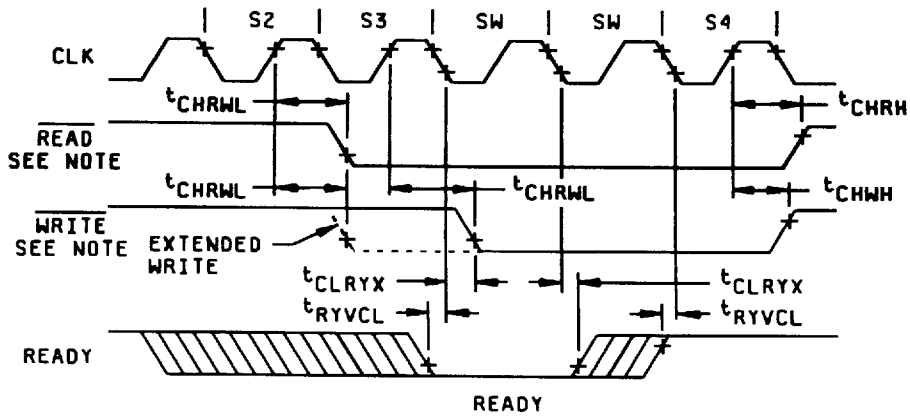 S2 S3 SW SW S4
CLK
tCHRWL tCHRH
READ
SEE NOTE
tCHRWL tCHRWL tCHWH
WRITE
SEE NOTE
EXTENDED
WRITE
tCLRYX tCLRYX
tRYVCL tRYVCL
READY
READY